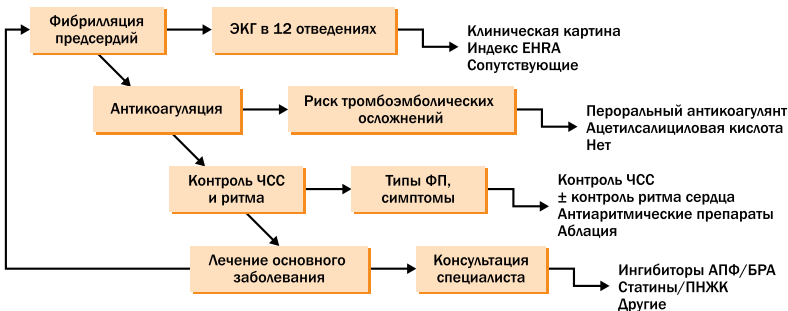 Фибрилляция
предсердий
ЭКГ в 12 отведениях
Клиническая картина
Индекс EHRA
Сопутствующие
Антикоагуляция
Риск тромбоэмболических
осложнений
Пероральный антикоагулянт
Ацетилсалициловая кислота
Нет
Контроль ЧСС
и ритма
Типы ФП,
симптомы
Контроль ЧСС
± контроль ритма сердца
Антиаритмические препараты
Аблация
Лечение основного
заболевания
Консультация
специалиста
Ингибиторы АПФ/БРА
Статины/ПНЖК
Другие